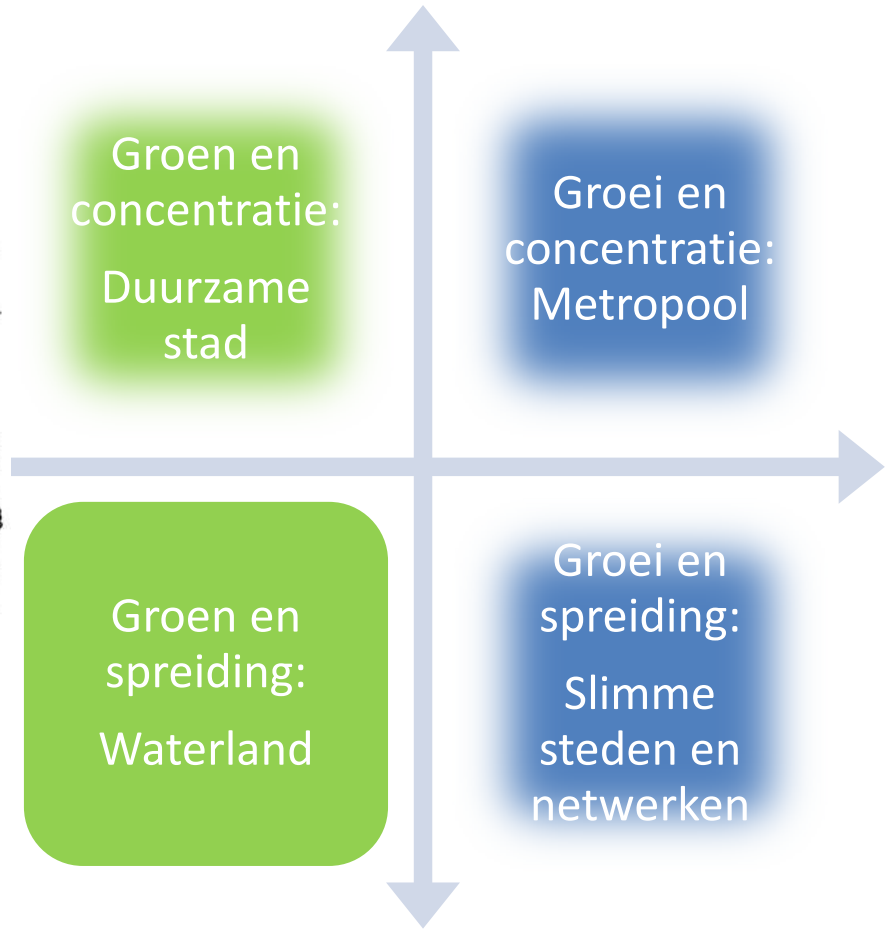 Groen en
concentratie:
Duurzame
stad
Groei en
concentratie:
Metropool
Groen en
spreiding:
Waterland
Groei en
spreiding:
Slimme
steden en
netwerken